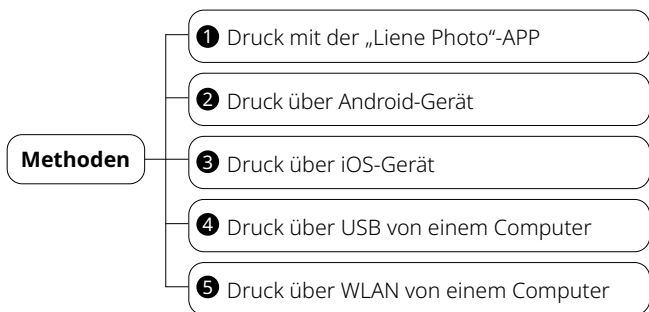 Methoden
❶ Druck mit der „Liene Photo“-APP
❷ Druck über Android-Gerät
❸ Druck über iOS-Gerät
❹ Druck über USB von einem Computer
❺ Druck über WLAN von einem Computer